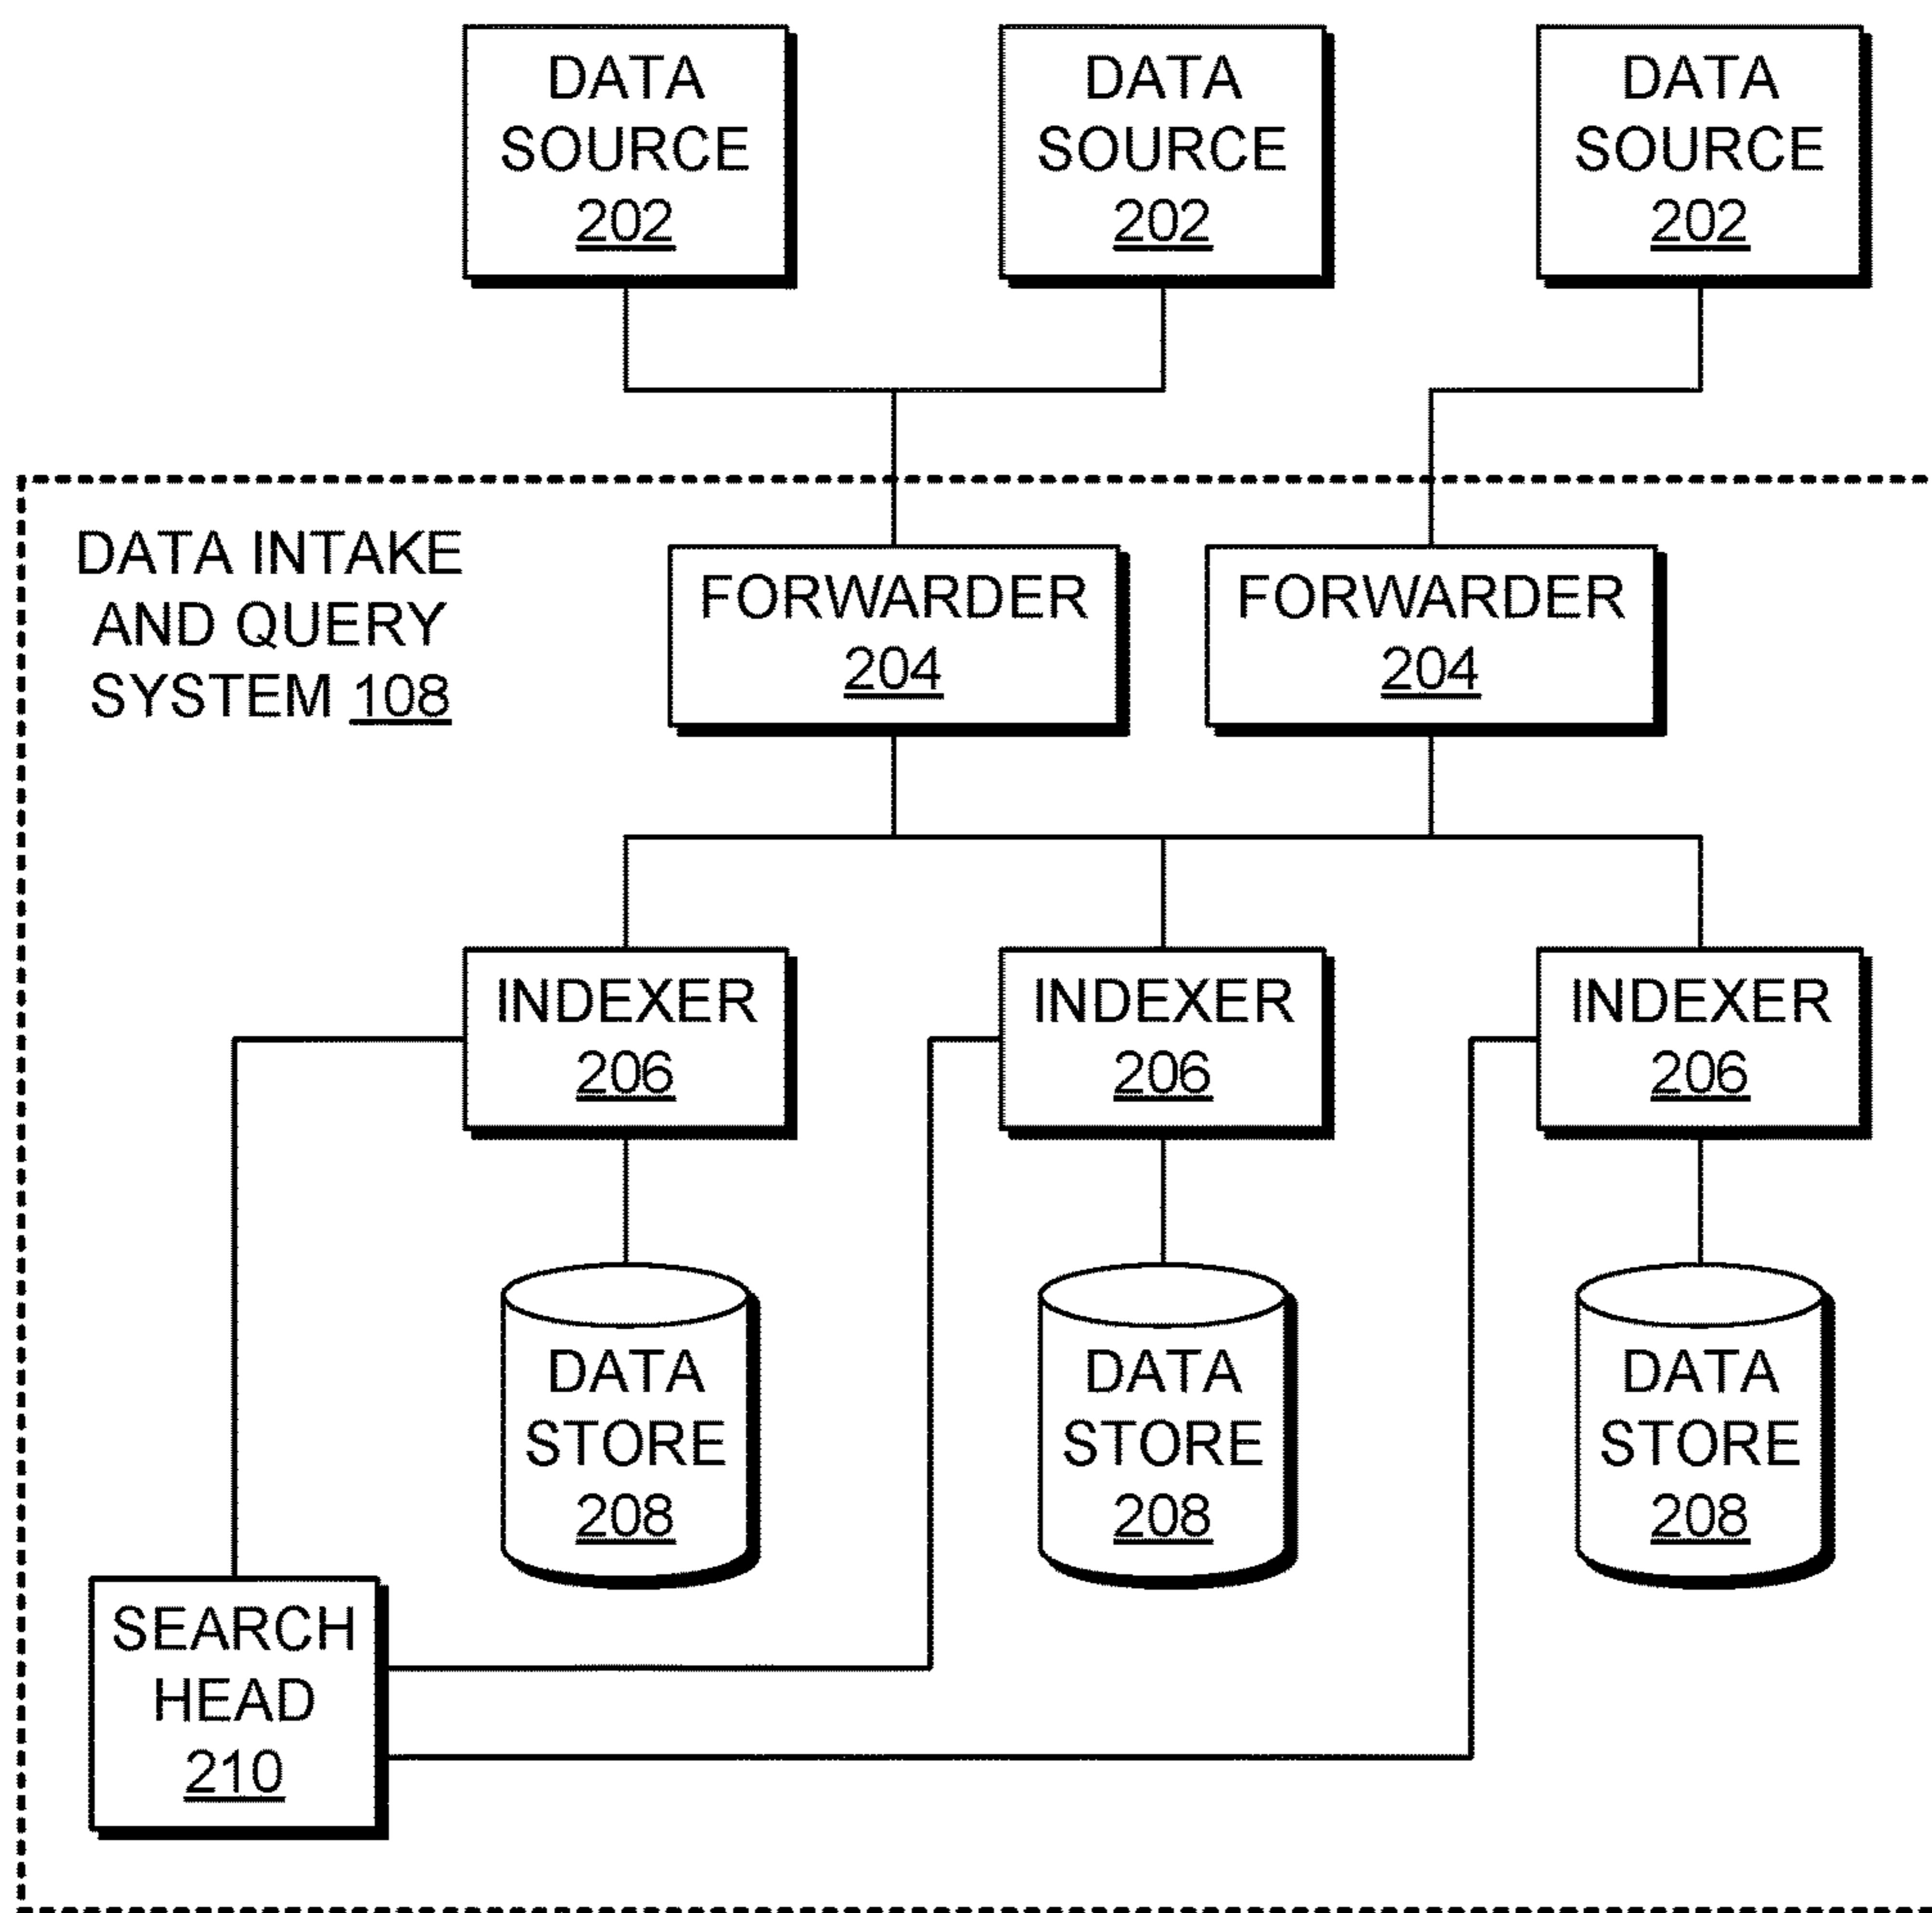 DATA
SOURCE
202
DATA
SOURCE
202
DATA
SOURCE
202
DATA INTAKE
AND QUERY
SYSTEM 108
FORWARDER
204
FORWARDER
204
INDEXER
206
INDEXER
206
INDEXER
206
DATA
STORE
208
DATA
STORE
208
DATA
STORE
208
SEARCH
HEAD
210